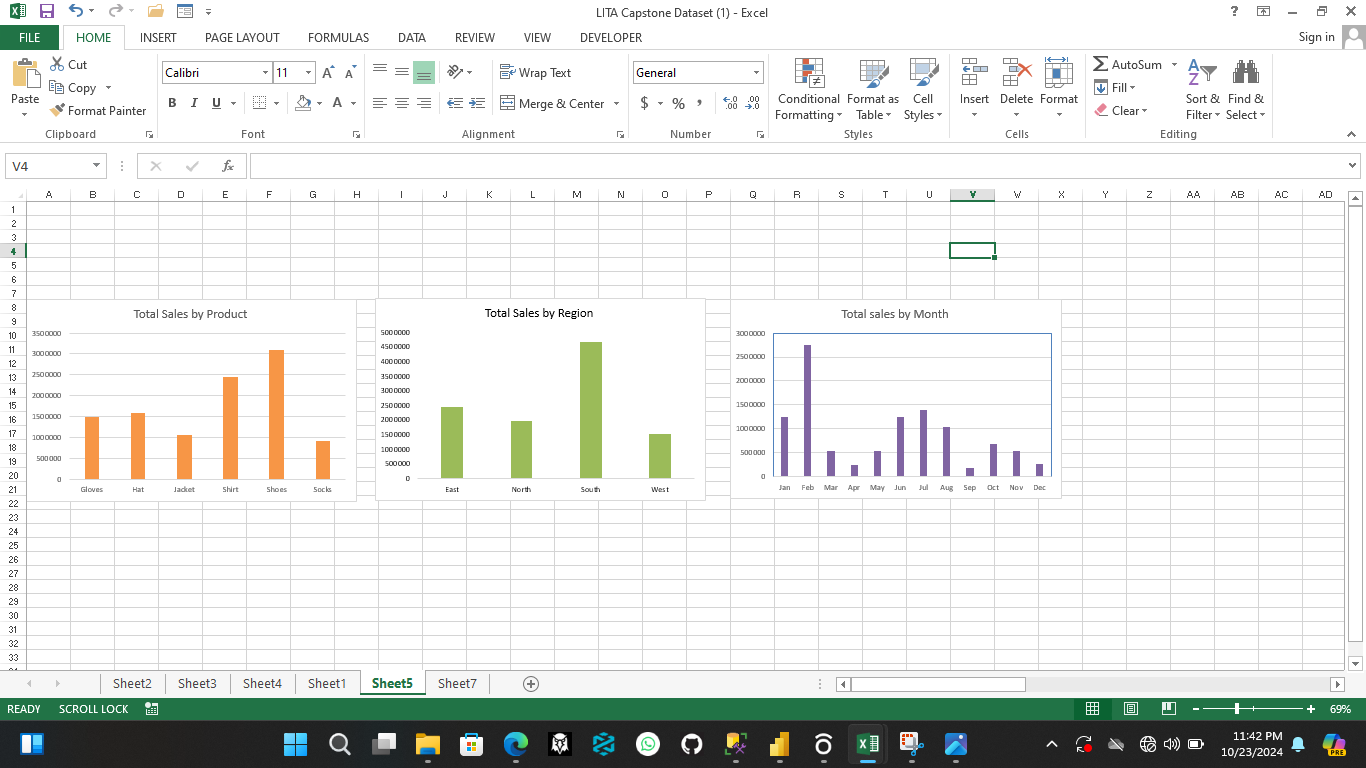 LITA Capstone Dataset (1) - Excel
FILE HOME INSERT PAGE LAYOUT FORMULAS DATA REVIEW VIEW DEVELOPER Sign in
Paste Cut
Copy
Format Painter
Calibri 11
B I U
Wrap Text
Merge & Center
General
$ % ,
Conditional Formatting
Format as Table
Cell Styles
Insert Delete Format
AutoSum
Fill
Clear
Sort & Filter
Find & Select
Clipboard Font Alignment Number Styles Cells Editing
V4 fx
A B C D E F G H I J K L M N O P Q R S T U V W X Y Z AA AB AC AD
1
2
3
4
5
6
7
8
9
10
11
12
13
14
15
16
17
18
19
20
21
22
23
24
25
26
27
28
29
30
31
32
33
Total Sales by Product
3500000
3000000
2500000
2000000
1500000
1000000
500000
0
Gloves Hat Jacket Shirt Shoes Socks
Total Sales by Region
5000000
4500000
4000000
3500000
3000000
2500000
2000000
1500000
1000000
500000
0
East North South West
Total sales by Month
3000000
2500000
2000000
1500000
1000000
500000
0
Jan Feb Mar Apr May Jun Jul Aug Sep Oct Nov Dec
Sheet2 Sheet3 Sheet4 Sheet1 Sheet5 Sheet7
READY SCROLL LOCK 69%
11:42 PM
10/23/2024
PRE